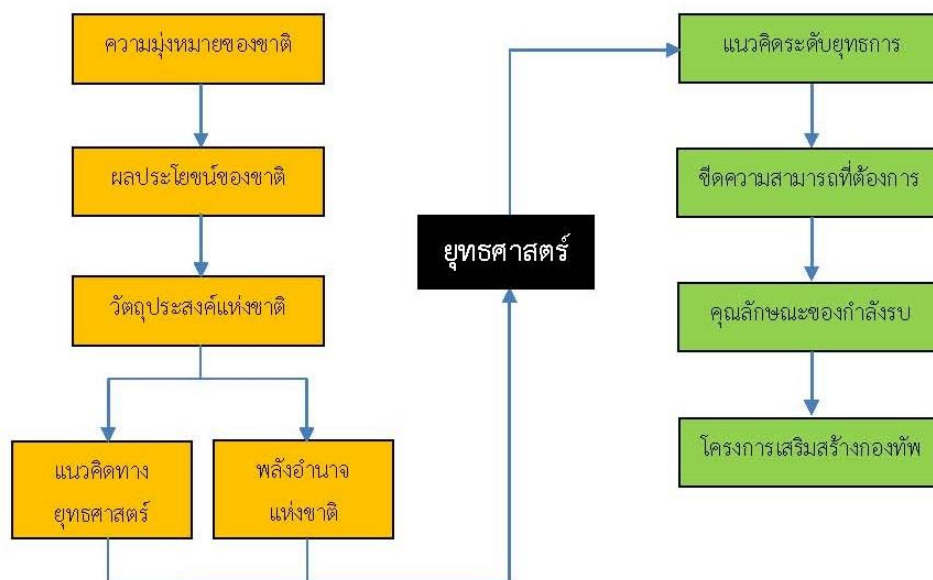 ความมุ่งหมายของชาติ
ผลประโยชน์ของชาติ
วัตถุประสงค์แห่งชาติ
แนวคิดทาง
ยุทธศาสตร์
พลังอำนาจ
แห่งชาติ
ยุทธศาสตร์
แนวคิดระดับยุทธการ
ขีดความสามารถที่ต้องการ
คุณลักษณะของกำลังรบ
โครงการเสริมสร้างกองทัพ